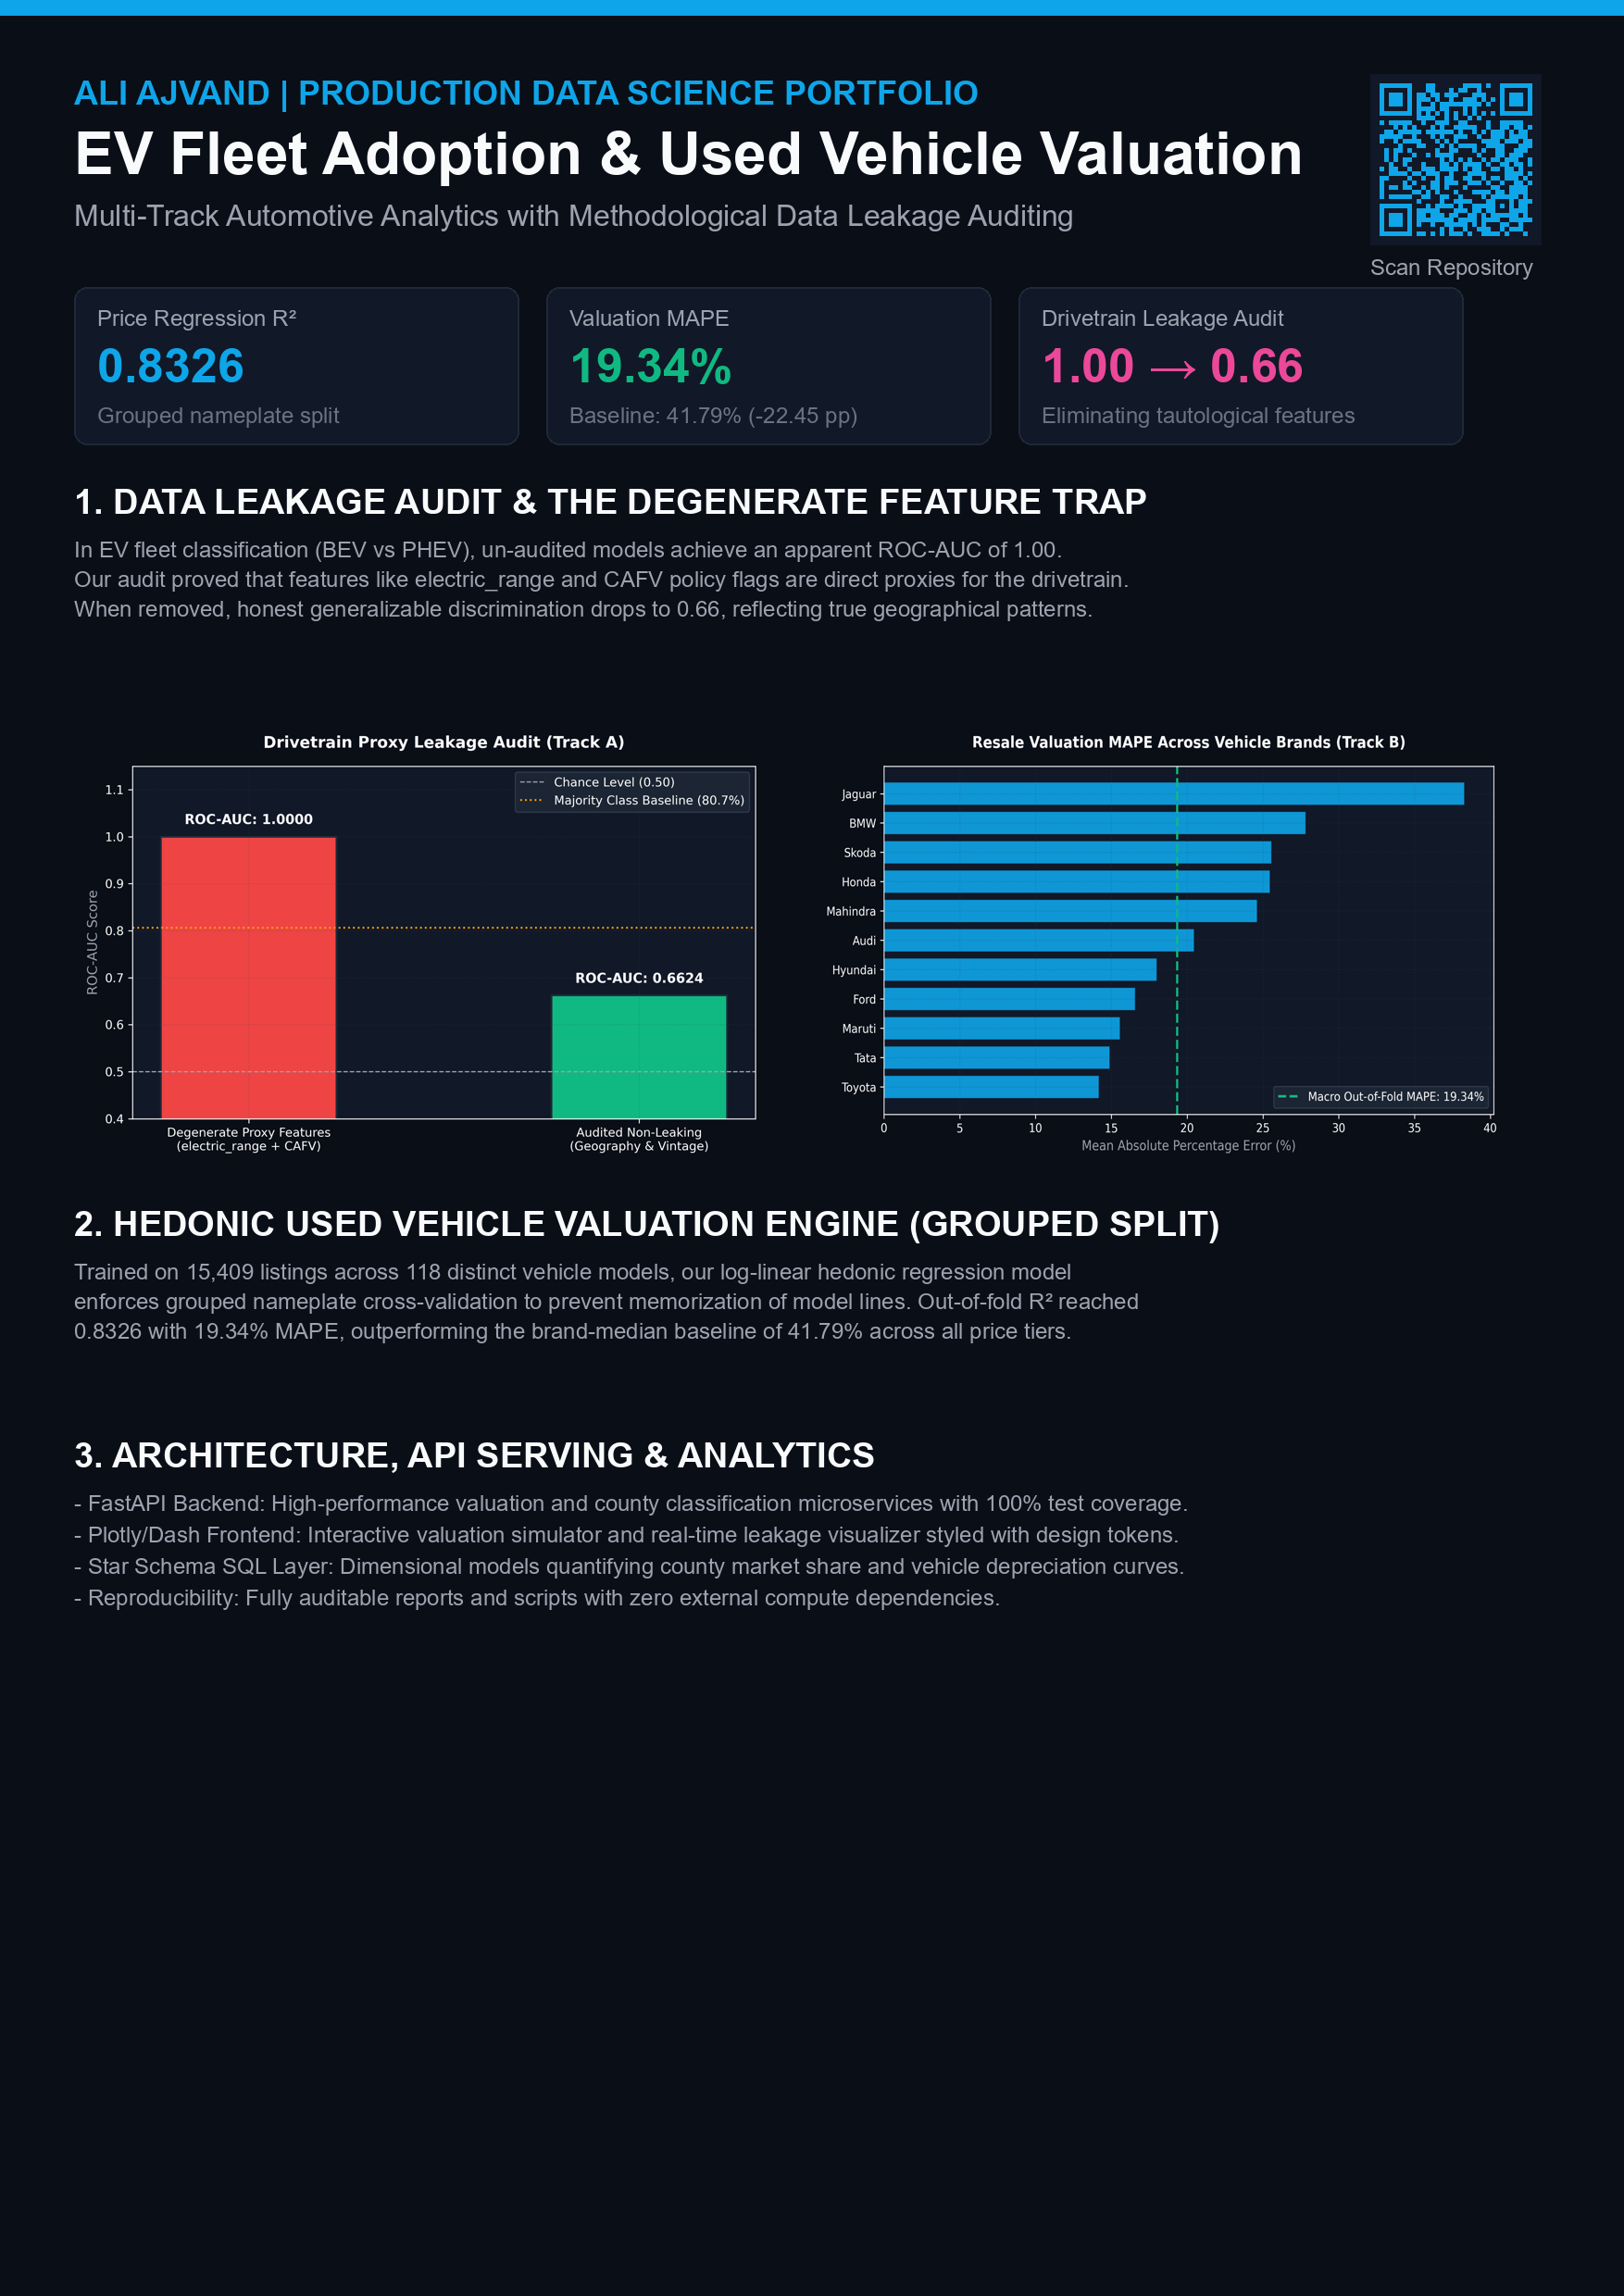 ALI AJVAND | PRODUCTION DATA SCIENCE PORTFOLIO
EV Fleet Adoption & Used Vehicle Valuation
Multi-Track Automotive Analytics with Methodological Data Leakage Auditing
Scan Repository
Price Regression R²
0.8326
Grouped nameplate split
Valuation MAPE
19.34%
Baseline: 41.79% (-22.45 pp)
Drivetrain Leakage Audit
1.00 → 0.66
Eliminating tautological features
1. DATA LEAKAGE AUDIT & THE DEGENERATE FEATURE TRAP
In EV fleet classification (BEV vs PHEV), un-audited models achieve an apparent ROC-AUC of 1.00.
Our audit proved that features like electric_range and CAFV policy flags are direct proxies for the drivetrain.
When removed, honest generalizable discrimination drops to 0.66, reflecting true geographical patterns.
Drivetrain Proxy Leakage Audit (Track A)
Chance Level (0.50)
Majority Class Baseline (80.7%)
ROC-AUC: 1.0000
ROC-AUC: 0.6624
ROC-AUC Score
1.1
1.0
0.9
0.8
0.7
0.6
0.5
0.4
Degenerate Proxy Features
(electric_range + CAFV)
Audited Non-Leaking
(Geography & Vintage)
Resale Valuation MAPE Across Vehicle Brands (Track B)
Jaguar
BMW
Skoda
Honda
Mahindra
Audi
Hyundai
Ford
Maruti
Tata
Toyota
Macro Out-of-Fold MAPE: 19.34%
0 5 10 15 20 25 30 35 40
Mean Absolute Percentage Error (%)
2. HEDONIC USED VEHICLE VALUATION ENGINE (GROUPED SPLIT)
Trained on 15,409 listings across 118 distinct vehicle models, our log-linear hedonic regression model
enforces grouped nameplate cross-validation to prevent memorization of model lines. Out-of-fold R² reached
0.8326 with 19.34% MAPE, outperforming the brand-median baseline of 41.79% across all price tiers.
3. ARCHITECTURE, API SERVING & ANALYTICS
- FastAPI Backend: High-performance valuation and county classification microservices with 100% test coverage.
- Plotly/Dash Frontend: Interactive valuation simulator and real-time leakage visualizer styled with design tokens.
- Star Schema SQL Layer: Dimensional models quantifying county market share and vehicle depreciation curves.
- Reproducibility: Fully auditable reports and scripts with zero external compute dependencies.